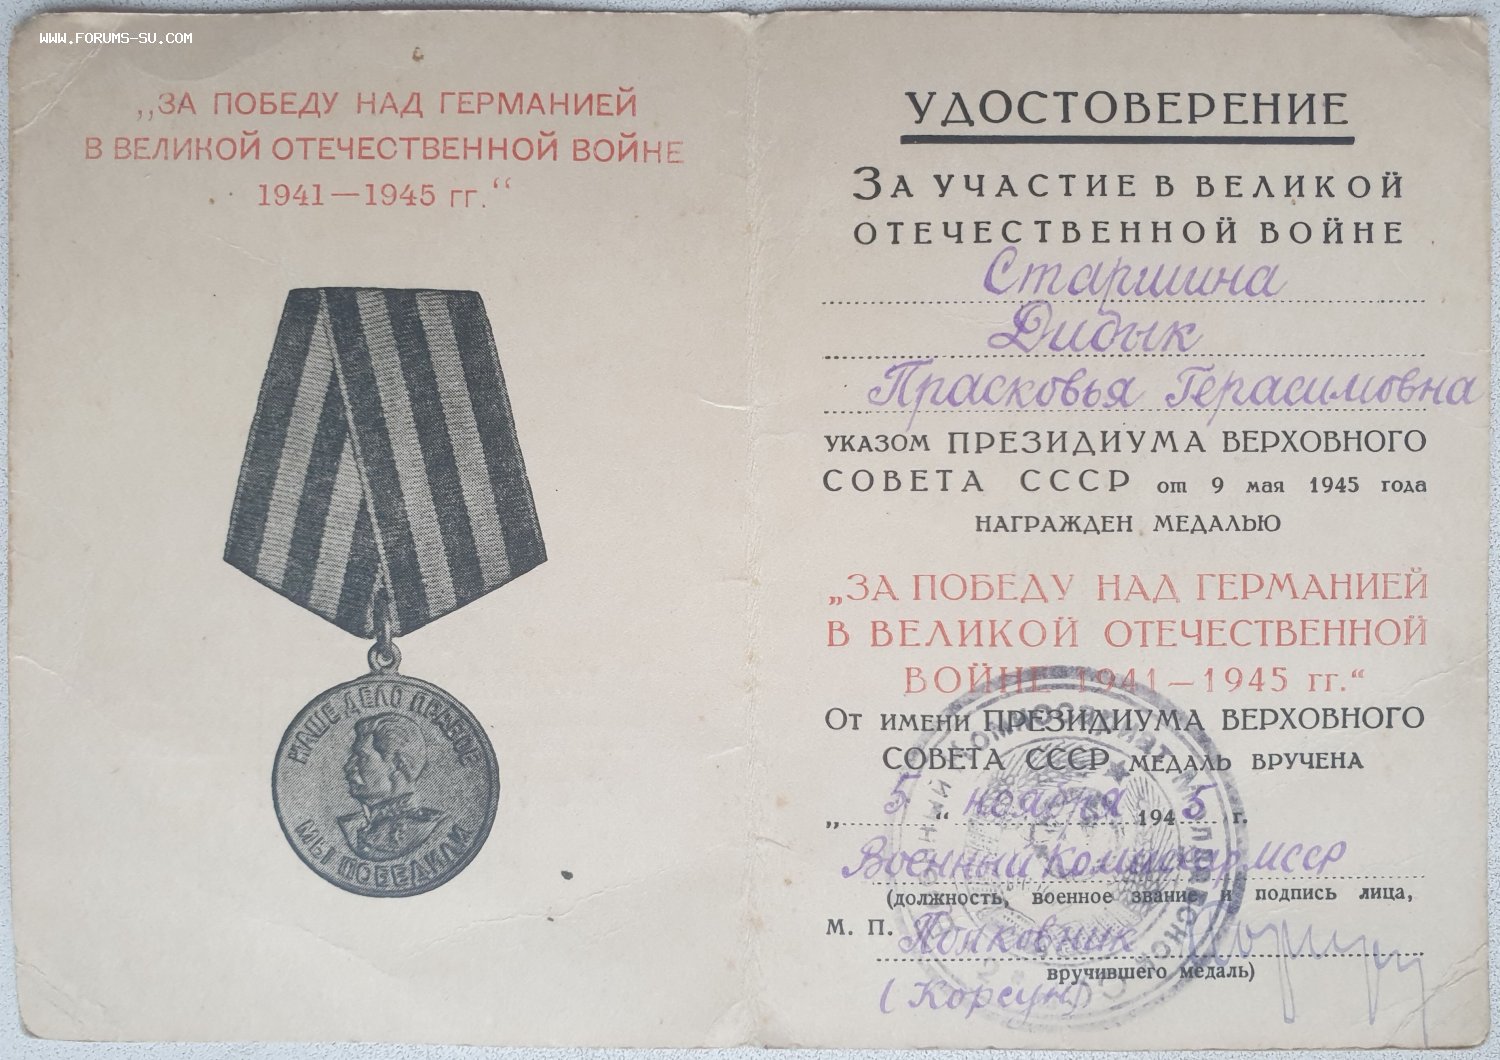 WWW.FORUMS-SU.COM
„ЗА ПОБЕДУ НАД ГЕРМАНИЕЙ
В ВЕЛИКОЙ ОТЕЧЕСТВЕННОЙ ВОЙНЕ
1941—1945 гг.“
НАШЕ ДЕЛО ПРАВОЕ
МЫ ПОБЕДИЛИ
УДОСТОВЕРЕНИЕ
ЗА УЧАСТИЕ В ВЕЛИКОЙ
ОТЕЧЕСТВЕННОЙ ВОЙНЕ
Старшина
Дидык
Прасковья Герасимовна
УКАЗОМ ПРЕЗИДИУМА ВЕРХОВНОГО
СОВЕТА СССР от 9 мая 1945 года
НАГРАЖДЕН МЕДАЛЬЮ
„ЗА ПОБЕДУ НАД ГЕРМАНИЕЙ
В ВЕЛИКОЙ ОТЕЧЕСТВЕННОЙ
ВОЙНЕ 1941—1945 гг.“
ОТ ИМЕНИ ПРЕЗИДИУМА ВЕРХОВНОГО
СОВЕТА СССР МЕДАЛЬ ВРУЧЕНА
„5“ ноября 1945 г.
Военный Комиссар МССР
(должность, военное звание и подпись лица,
М. П. Полковник
вручившего медаль)
(Корсун)